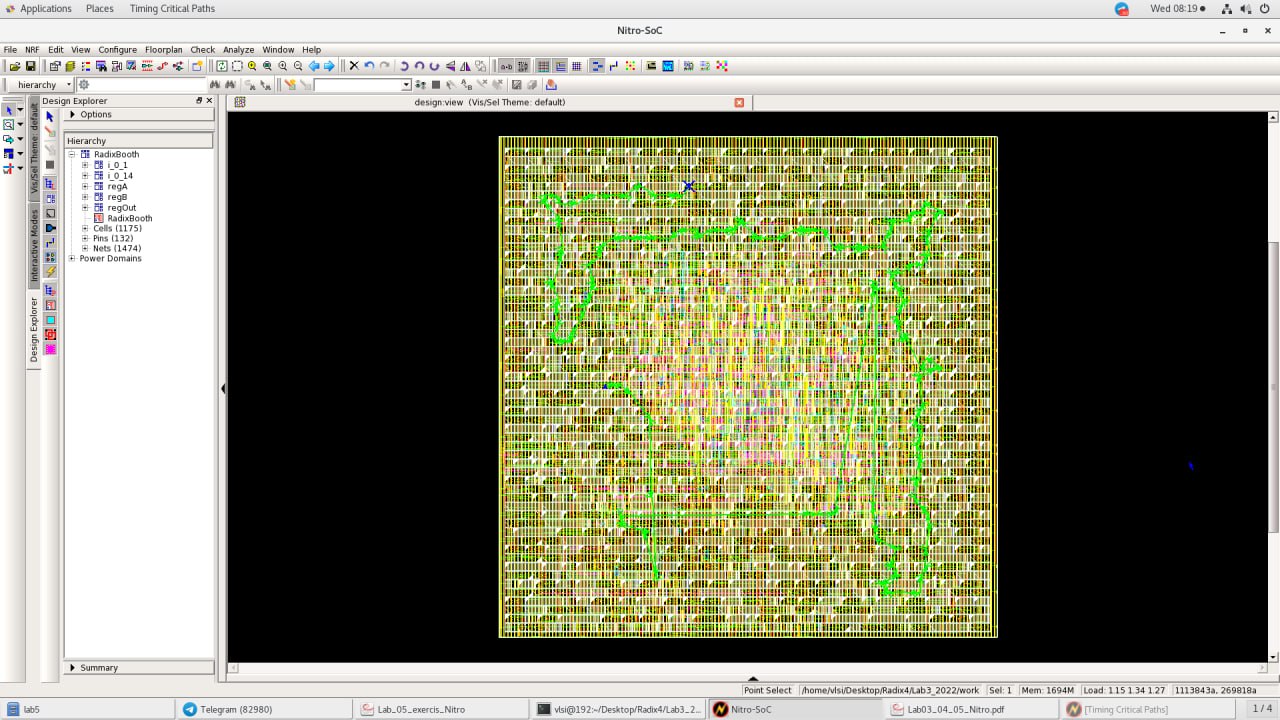 Applications Places Timing Critical Paths Wed 08:19
Nitro-SoC
File NRF Edit View Configure Floorplan Check Analyze Window Help
hierarchy
Design Explorer
design:view (Vis/Sel Theme: default)
Options
Hierarchy
RadixBooth
i_0_1
i_0_14
regA
regB
regOut
RadixBooth
Cells (1175)
Pins (132)
Nets (1474)
Power Domains
Vis/Sel Theme: default
Interactive Modes
Design Explorer
Summary
Point Select /home/vlsi/Desktop/Radix4/Lab3_2022/work Sel: 1 Mem: 1694M Load: 1.15 1.34 1.27 1113843a, 269818a
lab5 Telegram (82980) Lab_05_exercis_Nitro vlsi@192:~/Desktop/Radix4/Lab3_2... Nitro-SoC Lab03_04_05_Nitro.pdf [Timing Critical Paths] 1 / 4